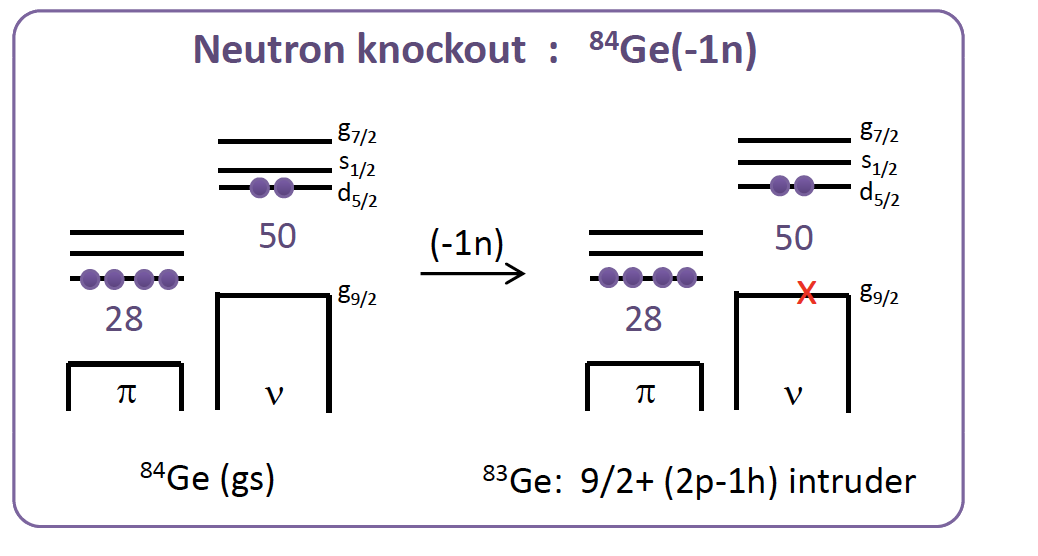 Neutron knockout : ⁸⁴Ge(-1n)
g7/2
s1/2
d5/2
50
g9/2
28
π
ν
(-1n)
g7/2
s1/2
d5/2
50
x
g9/2
28
π
ν
⁸⁴Ge (gs)
⁸³Ge: 9/2+ (2p-1h) intruder